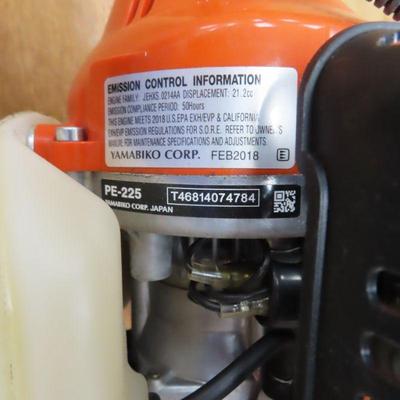 EMISSION CONTROL INFORMATION
ENGINE FAMILY: JEHXS.0214AA DISPLACEMENT: 21.2cc
EMISSION COMPLIANCE PERIOD: 50Hours
THIS ENGINE MEETS 2018 U.S.EPA EXH/EVP & CALIFORNIA
EXH/EVP EMISSION REGULATIONS FOR S.O.R.E. REFER TO OWNER'S
MANUAL FOR MAINTENANCE SPECIFICATIONS AND ADJUSTMENTS.
YAMABIKO CORP. FEB2018 E
PE-225 T46814074784
YAMABIKO CORP. JAPAN